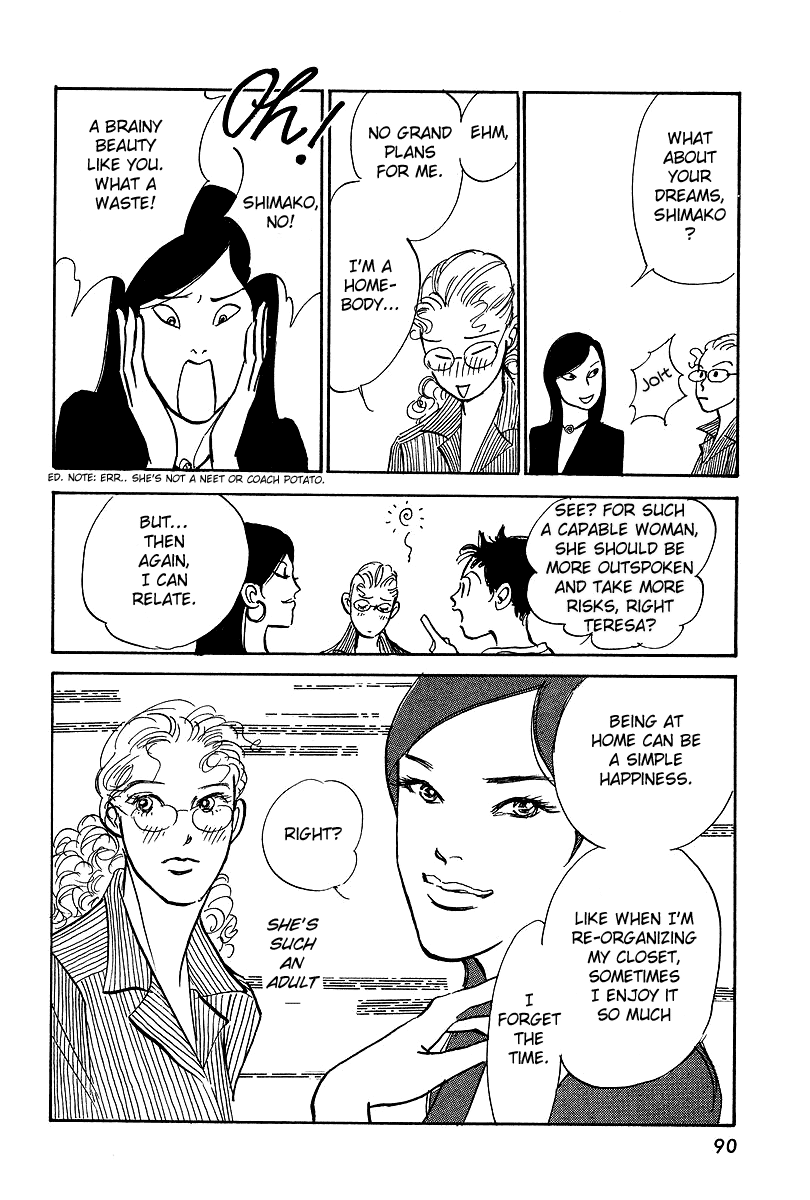 WHAT
ABOUT
YOUR
DREAMS,
SHIMAKO
?
JOLT
EHM,
NO GRAND
PLANS
FOR ME.
I'M A
HOME-
BODY...
Oh!
SHIMAKO,
NO!
A BRAINY
BEAUTY
LIKE YOU.
WHAT A
WASTE!
ED. NOTE: ERR.. SHE'S NOT A NEET OR COACH POTATO.
SEE? FOR SUCH
A CAPABLE WOMAN,
SHE SHOULD BE
MORE OUTSPOKEN
AND TAKE MORE
RISKS, RIGHT
TERESA?
BUT...
THEN
AGAIN,
I CAN
RELATE.
BEING AT
HOME CAN BE
A SIMPLE
HAPPINESS.
LIKE WHEN I'M
RE-ORGANIZING
MY CLOSET,
SOMETIMES
I ENJOY IT
SO MUCH
I
FORGET
THE
TIME.
RIGHT?
SHE'S
SUCH
AN
ADULT
90